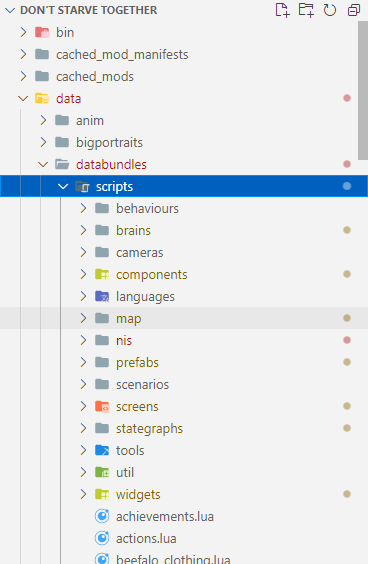 DON'T STARVE TOGETHER
bin
cached_mod_manifests
cached_mods
data
anim
bigportraits
databundles
scripts
behaviours
brains
cameras
components
languages
map
nis
prefabs
scenarios
screens
stategraphs
tools
util
widgets
achievements.lua
actions.lua
beefalo_clothing.lua